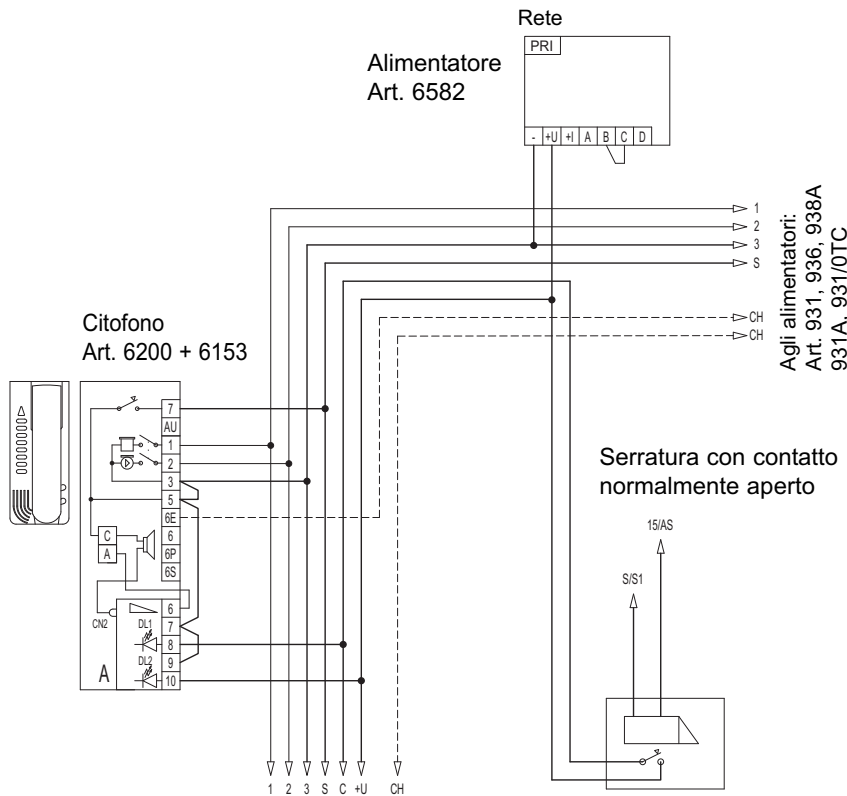 Rete
PRI
Alimentatore
Art. 6582
- +U +I A B C D
1
2
3
S
CH
CH
Agli alimentatori:
Art. 931, 936, 938A
931A, 931/0TC
Citofono
Art. 6200 + 6153
7
AU
1
2
3
5
6E
6
6P
6S
C
A
6
7
8
9
10
CN2
DL1
DL2
A
Serratura con contatto
normalmente aperto
15/AS
S/S1
1 2 3 S C +U CH